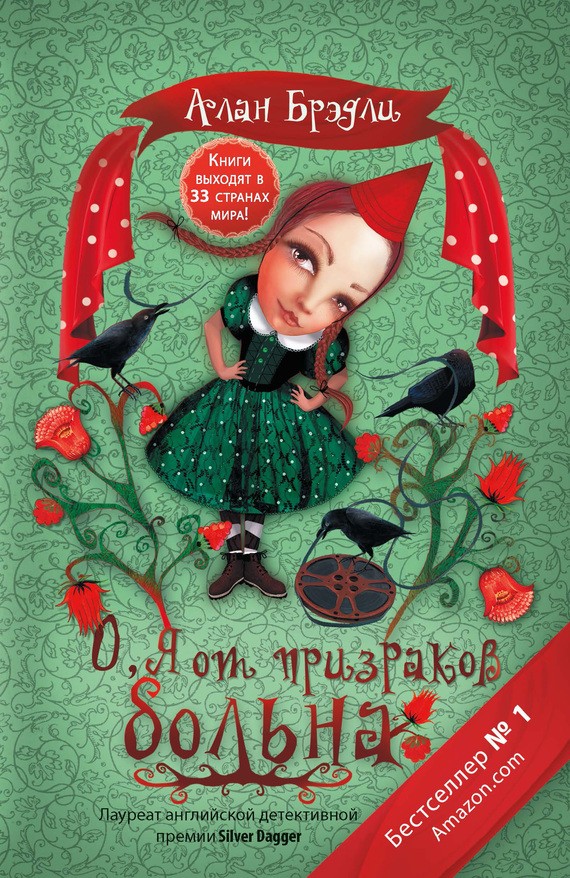 Алан Брэдли
Книги
выходят в
33 странах
мира!
О, я от призраков
больна
Лауреат английской детективной
премии Silver Dagger
Бестселлер № 1
Amazon.com